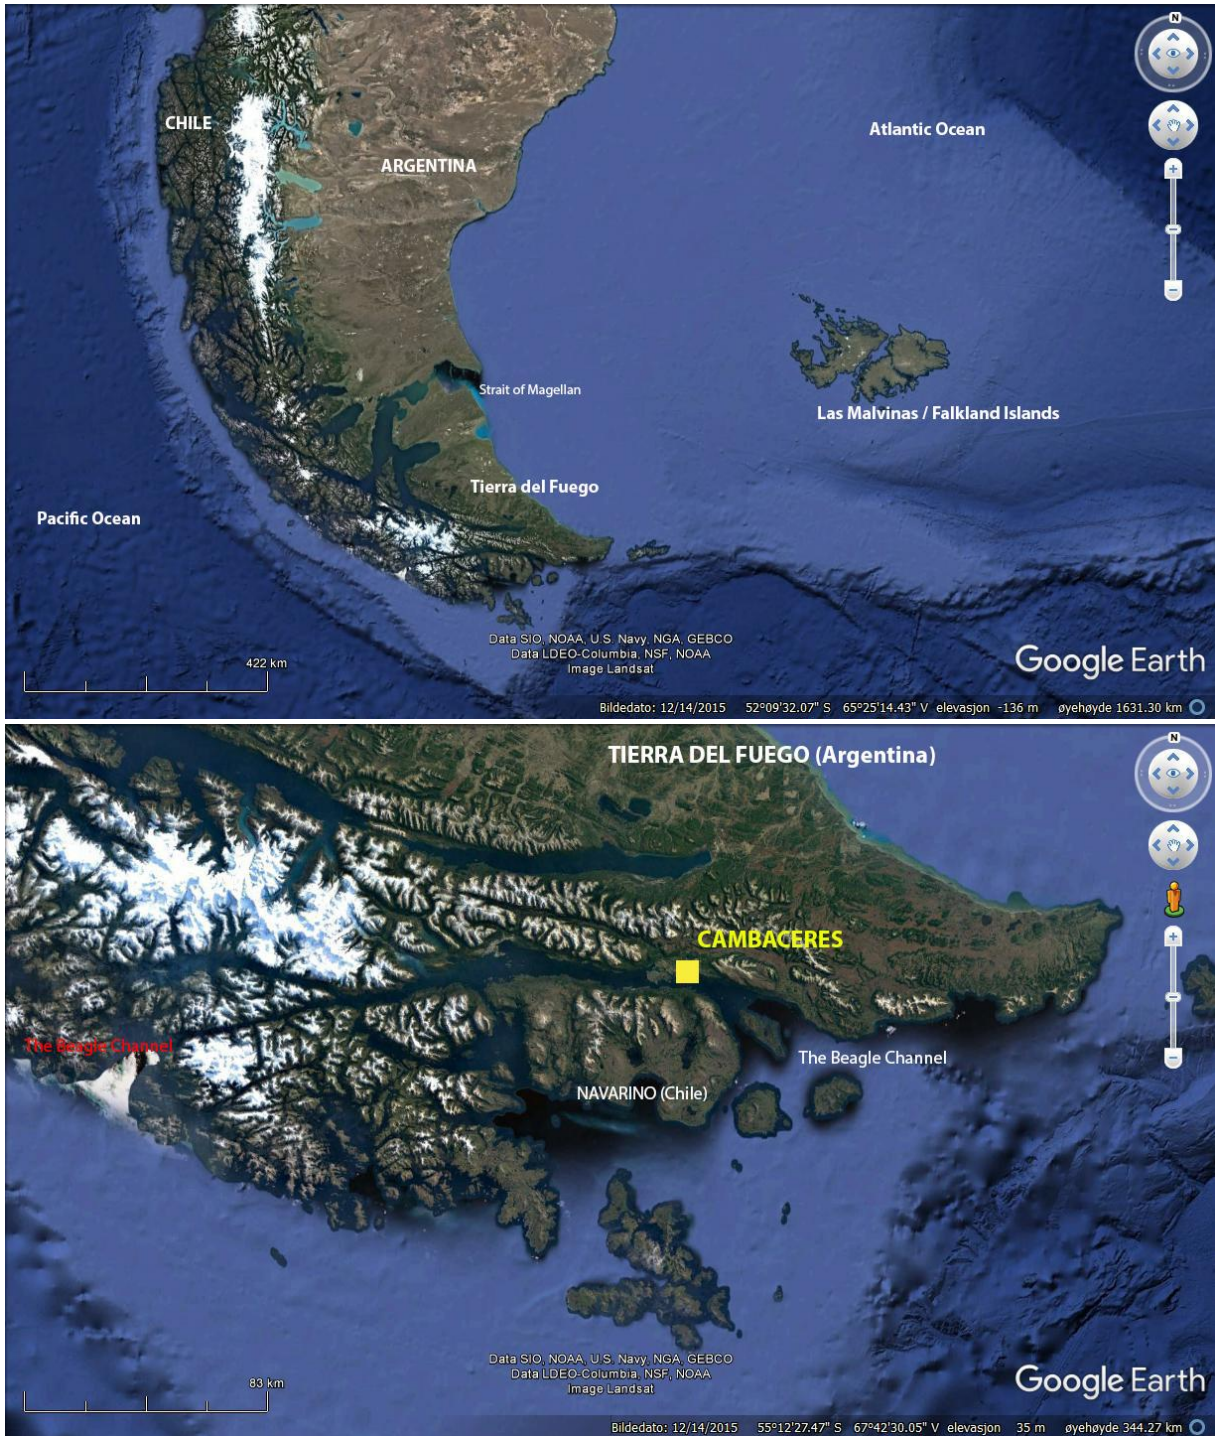 N
CHILE
Atlantic Ocean
ARGENTINA
Strait of Magellan
Las Malvinas / Falkland Islands
Tierra del Fuego
Pacific Ocean
Data SIO, NOAA, U.S. Navy, NGA, GEBCO
Data LDEO-Columbia, NSF, NOAA
Image Landsat
422 km
Google Earth
Bildedato: 12/14/2015 52°09'32.07" S 65°25'14.43" V elevasjon -136 m øyehøyde 1631.30 km
N
TIERRA DEL FUEGO (Argentina)
CAMBACERES
The Beagle Channel
The Beagle Channel
NAVARINO (Chile)
Data SIO, NOAA, U.S. Navy, NGA, GEBCO
Data LDEO-Columbia, NSF, NOAA
Image Landsat
83 km
Google Earth
Bildedato: 12/14/2015 55°12'27.47" S 67°42'30.05" V elevasjon 35 m øyehøyde 344.27 km